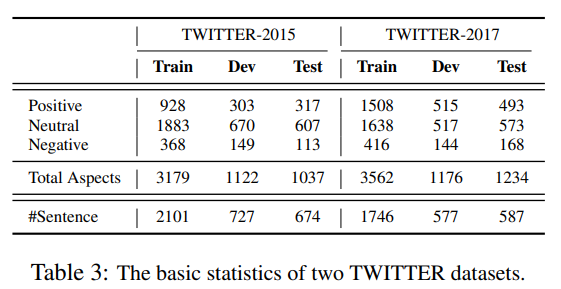 TWITTER-2015 TWITTER-2017
Train Dev Test Train Dev Test
Positive 928 303 317 1508 515 493
Neutral 1883 670 607 1638 517 573
Negative 368 149 113 416 144 168
Total Aspects 3179 1122 1037 3562 1176 1234
#Sentence 2101 727 674 1746 577 587
Table 3: The basic statistics of two TWITTER datasets.